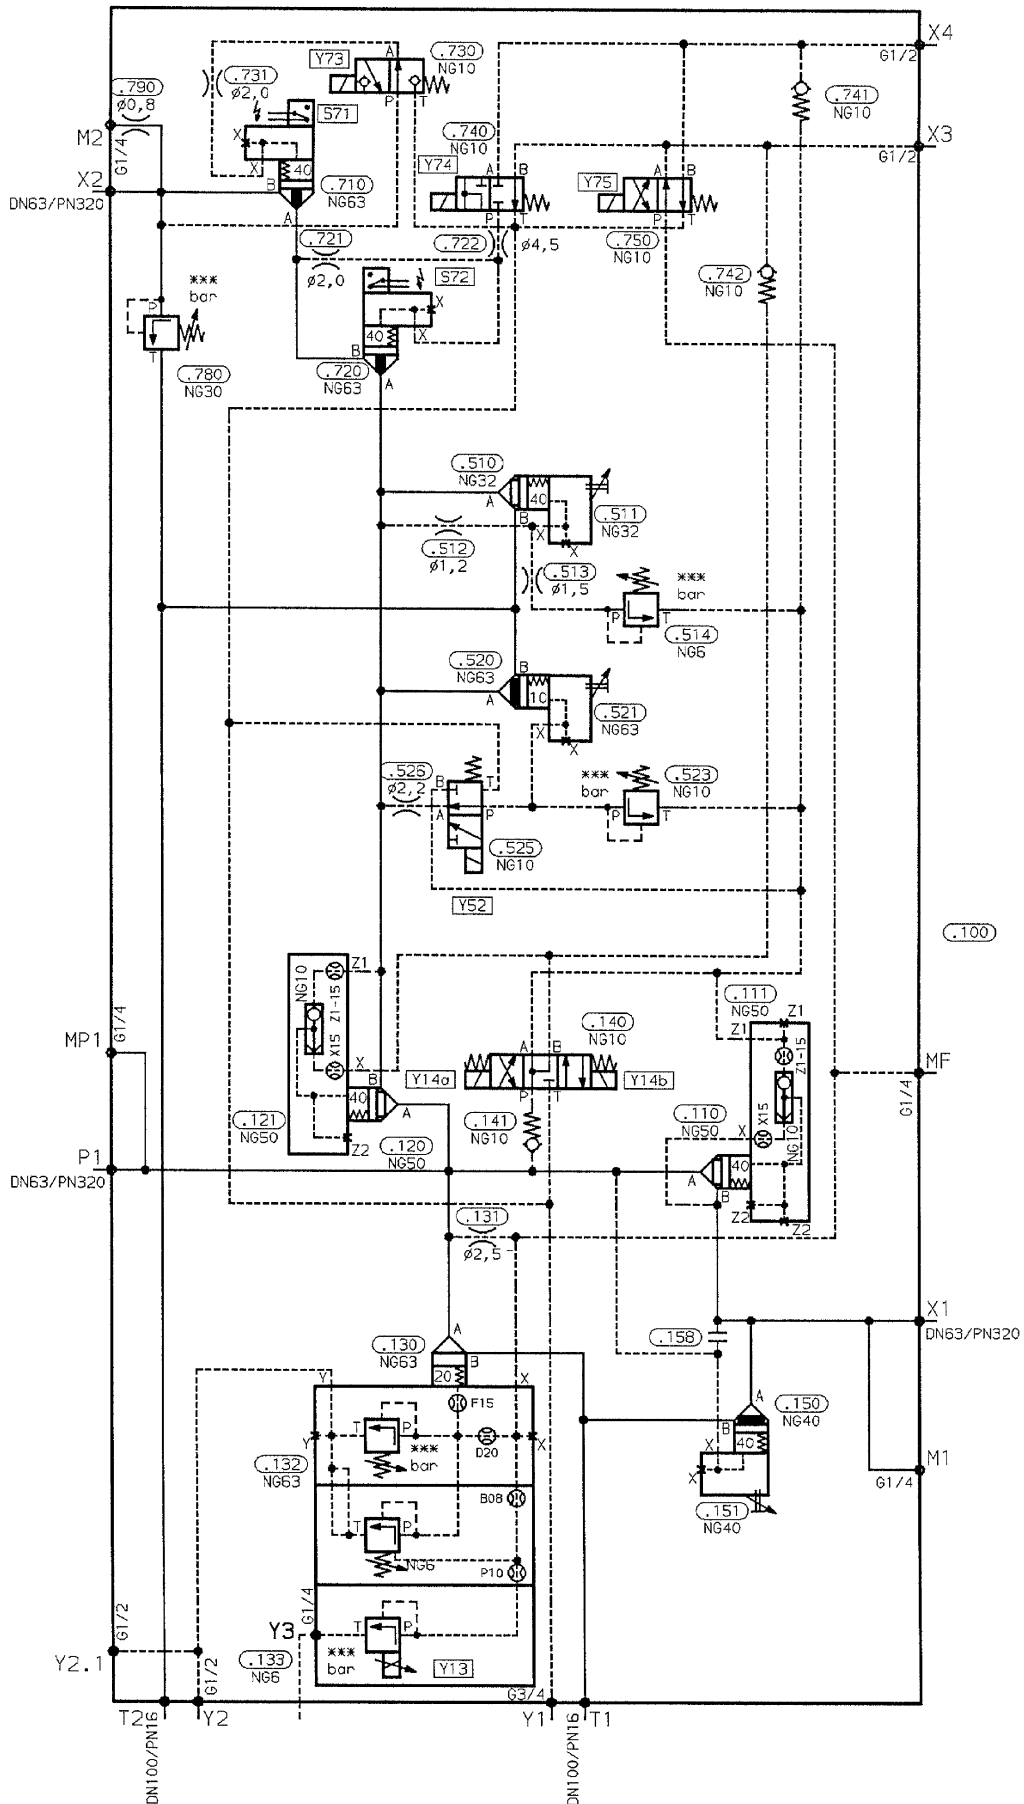 X4
G1/2
Y73
A
.730
NG10
P
T
.731
ø2,0
.790
ø0,8
M2
G1/4
X2
DN63/PN320
S71
X
X
40
B
A
.710
NG63
.740
NG10
Y74
A
B
P
T
Y75
A
B
P
T
.741
NG10
X3
G1/2
.721
ø2,0
.722
ø4,5
.750
NG10
.742
NG10
S72
X
X
40
B
A
.720
NG63
***
bar
P
T
.780
NG30
.510
NG32
A
B
40
X
X
.511
NG32
.512
ø1,2
.513
ø1,5
***
bar
P
T
.514
NG6
.520
NG63
B
A
10
X
X
.521
NG63
.526
ø2,2
B
T
A
P
.525
NG10
Y52
***
bar
P
T
.523
NG10
.100
NG10
Z1
Z1-15
X15
X
B
A
40
Z2
.121
NG50
.120
NG50
MP1
G1/4
P1
DN63/PN320
Y14a
A
B
P
T
.140
NG10
Y14b
.141
NG10
.111
NG50
Z1
Z1
Z1-15
X15
NG10
X
.110
NG50
A
B
40
Z2
Z2
MF
G1/4
.131
ø2,5
X1
DN63/PN320
.158
.130
NG63
A
B
20
Y
X
F15
Y
T
P
***
bar
D20
X
.132
NG63
B08
T
P
NG6
P10
G1/4
Y3
T
P
***
bar
Y13
.133
NG6
G3/4
A
B
40
X
X
.150
NG40
.151
NG40
M1
G1/4
G1/2
Y2.1
G1/2
T2
DN100/PN16
Y2
Y1
DN100/PN16
T1